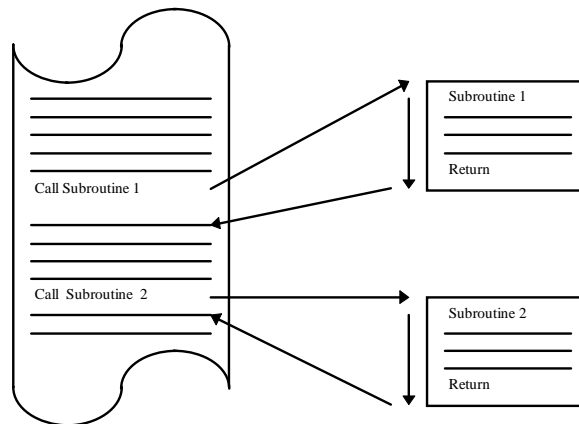 Call Subroutine 1
Call Subroutine 2
Subroutine 1
Return
Subroutine 2
Return